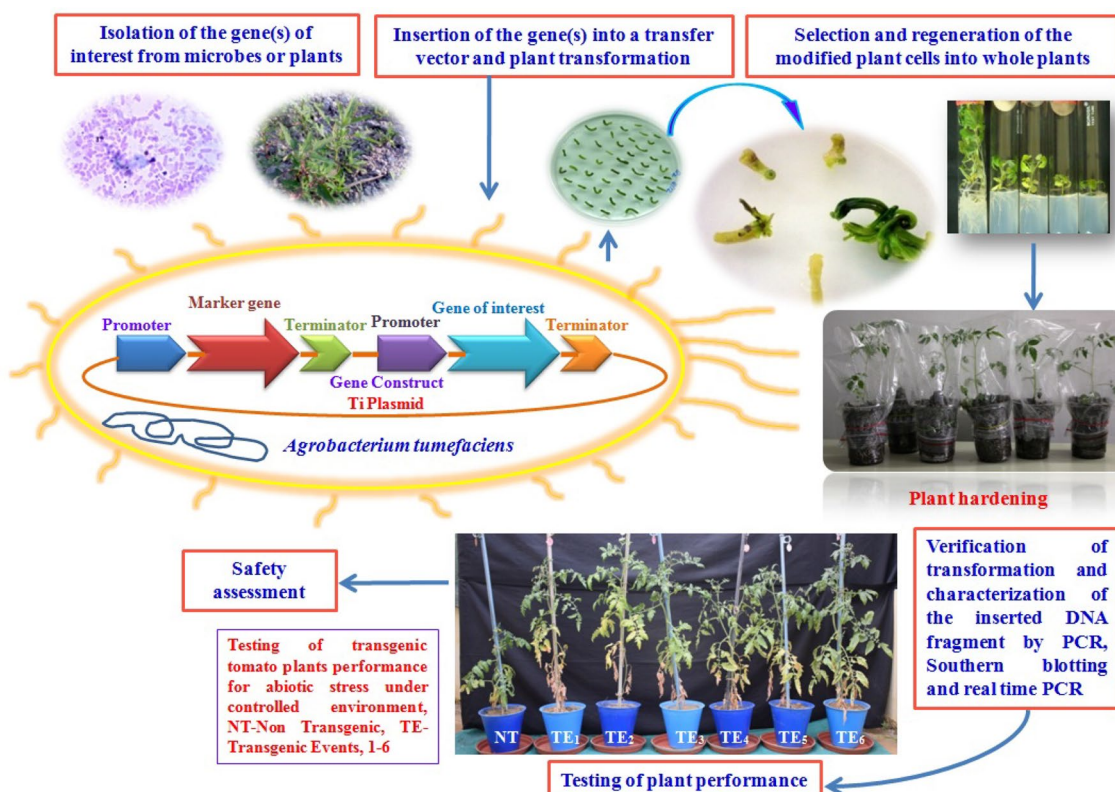 Isolation of the gene(s) of
interest from microbes or plants
Insertion of the gene(s) into a transfer
vector and plant transformation
Selection and regeneration of the
modified plant cells into whole plants
Marker gene
Gene of interest
Promoter
Terminator
Promoter
Terminator
Gene Construct
Ti Plasmid
Agrobacterium tumefaciens
Plant hardening
Verification of
transformation and
characterization of
the inserted DNA
fragment by PCR,
Southern blotting
and real time PCR
Safety
assessment
Testing of transgenic
tomato plants performance
for abiotic stress under
controlled environment,
NT-Non Transgenic, TE-
Transgenic Events, 1-6
NT TE1 TE2 TE3 TE4 TE5 TE6
Testing of plant performance